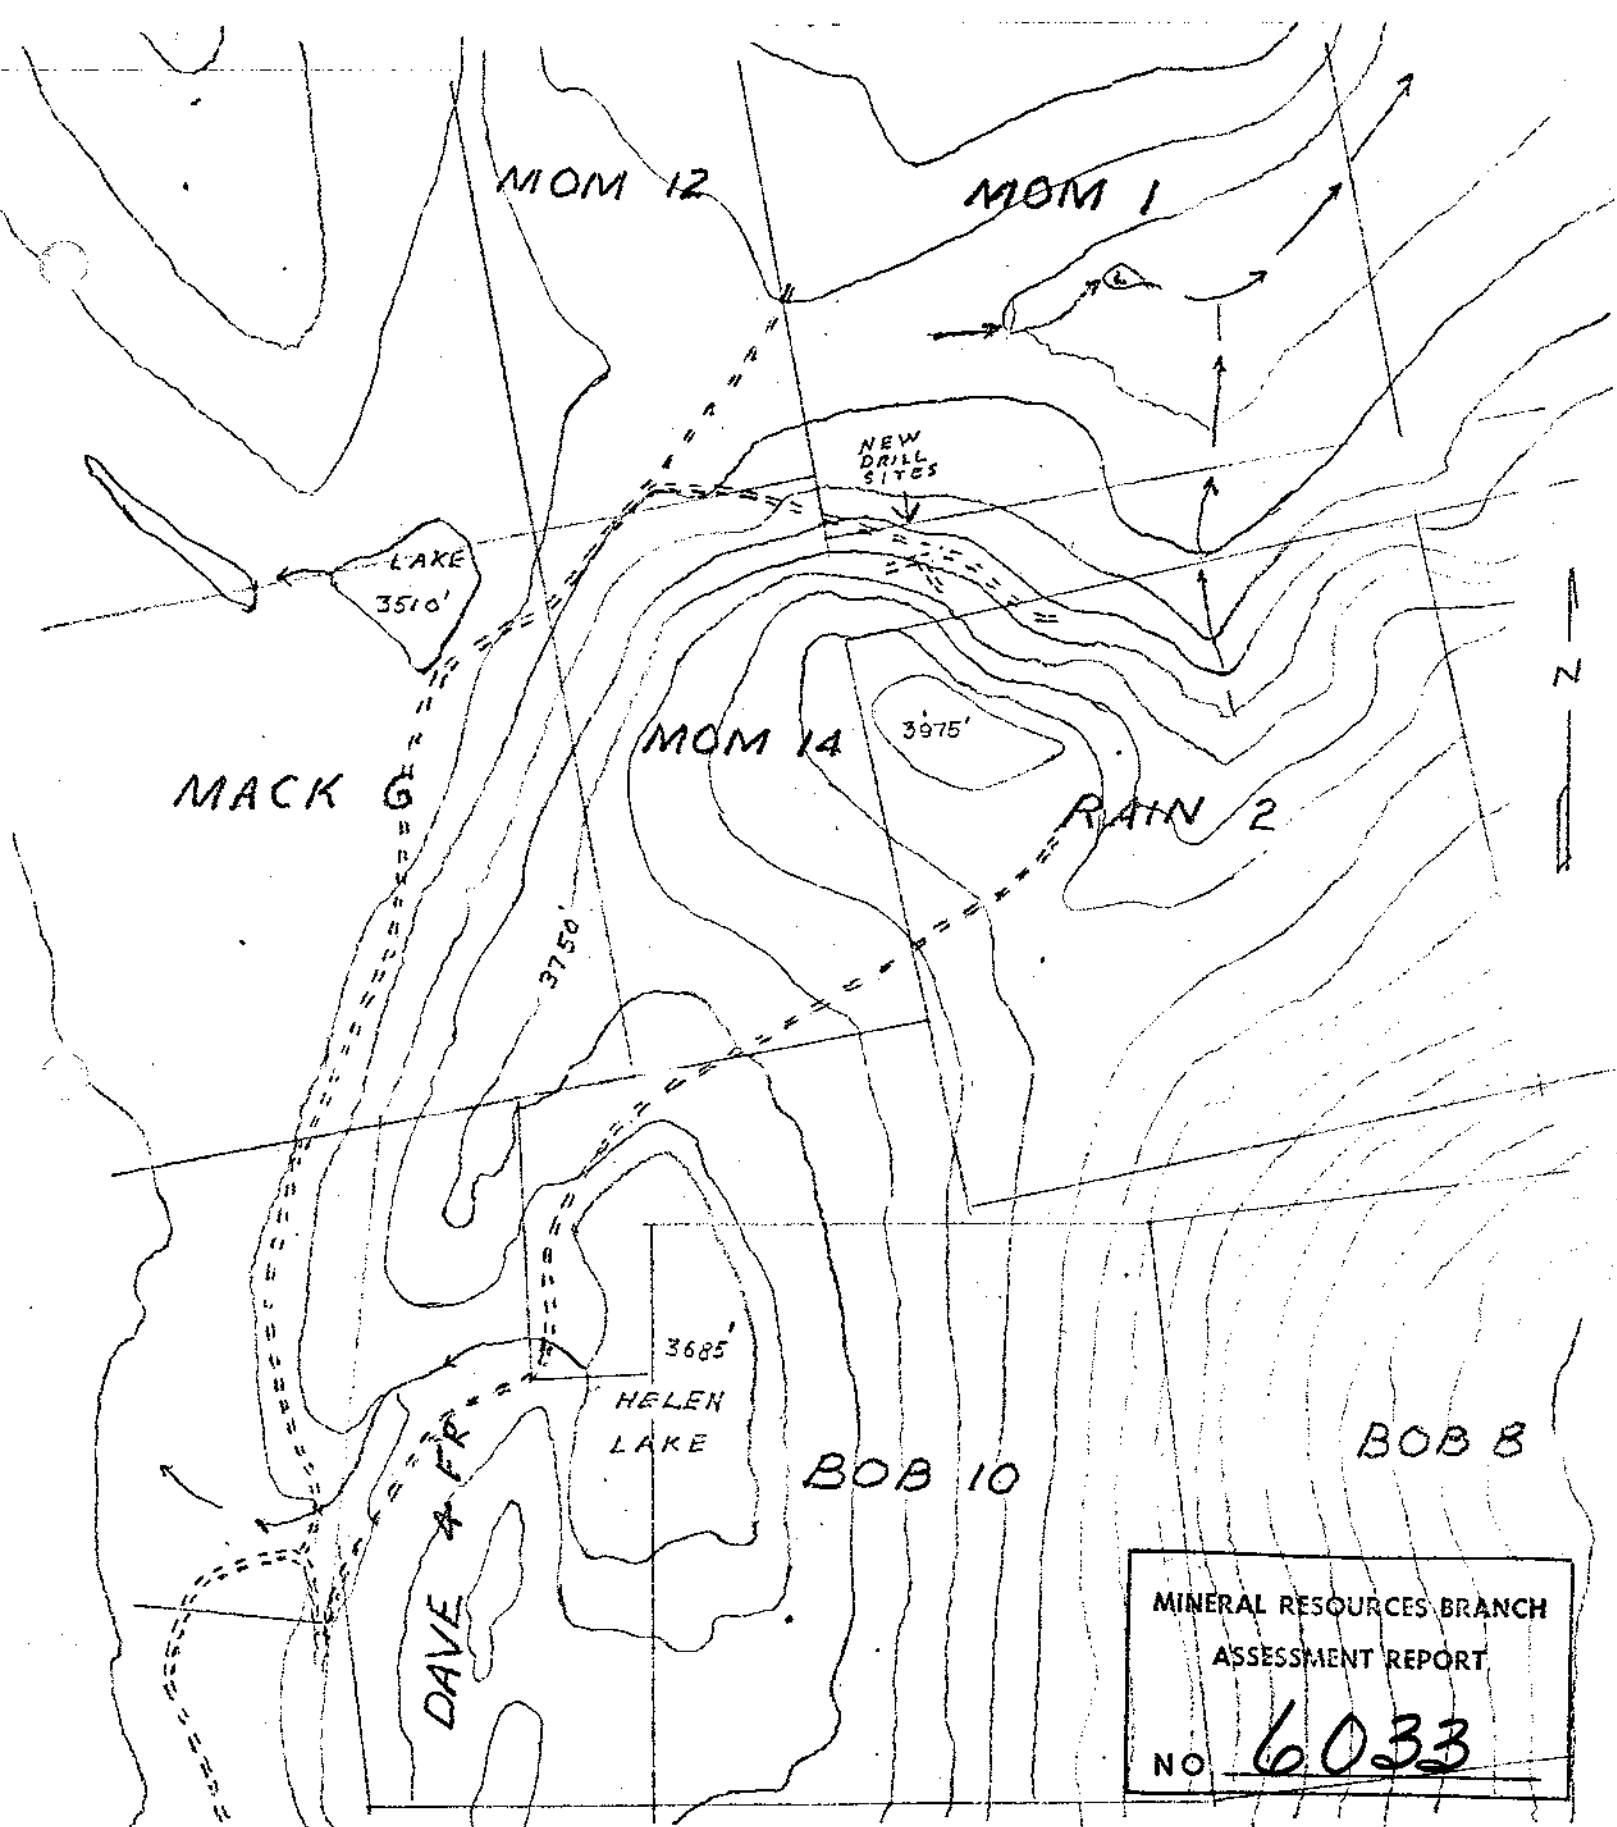 MOM 12
MOM 1
L
NEW
DRILL
SITES
LAKE
3510'
N
MOM 14
3975'
MACK 6
RAIN 2
3750'
3685'
HELEN
LAKE
DAVE 4 FR
BOB 10
BOB 8
MINERAL RESOURCES BRANCH
ASSESSMENT REPORT
NO 6033